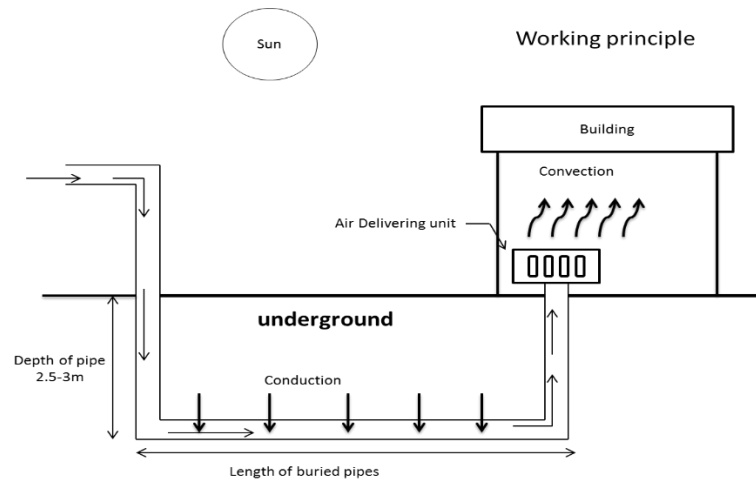 Sun
Working principle
Building
Convection
Air Delivering unit
underground
Depth of pipe
2.5-3m
Conduction
Length of buried pipes